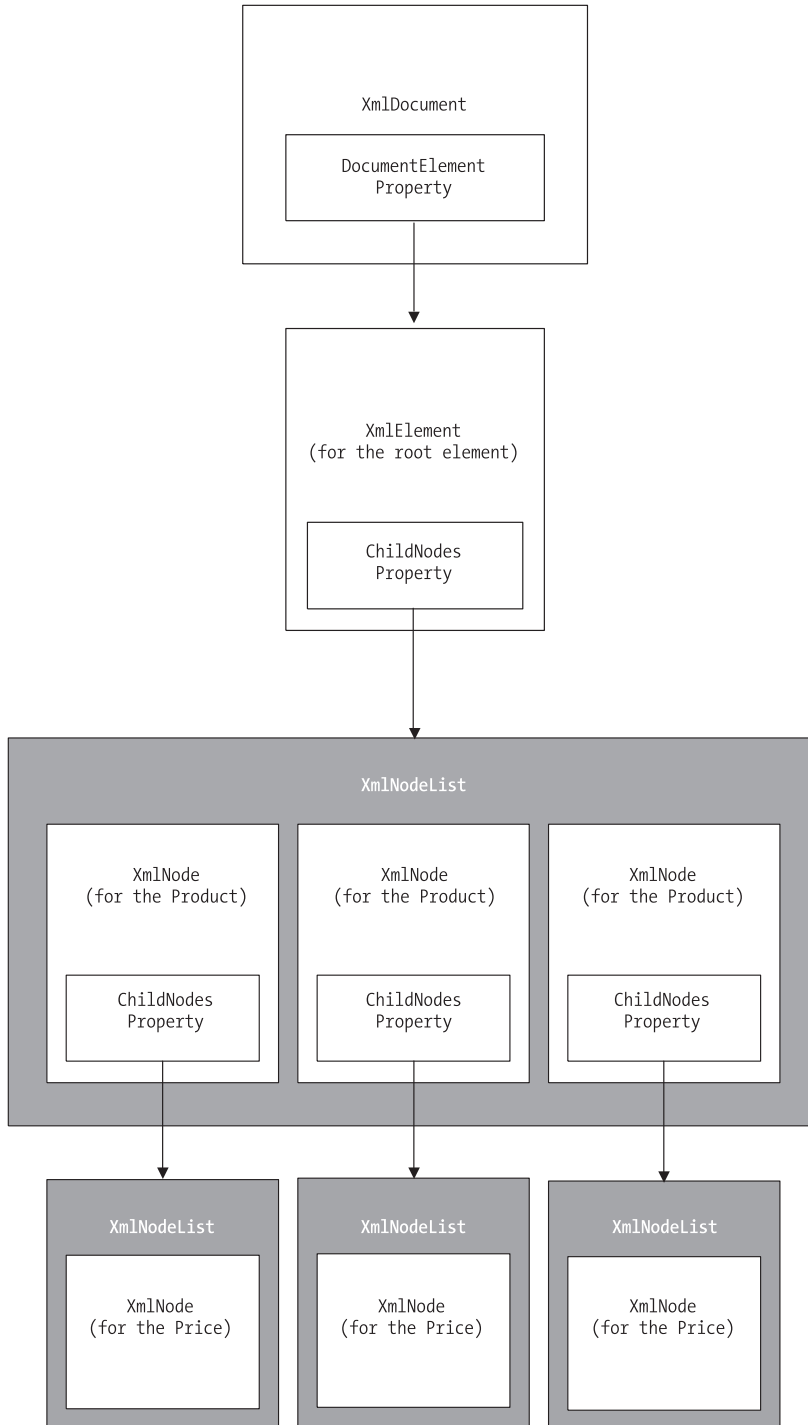 XmlDocument
DocumentElement
Property
XmlElement
(for the root element)
ChildNodes
Property
XmlNodeList
XmlNode
(for the Product)
ChildNodes
Property
XmlNode
(for the Product)
ChildNodes
Property
XmlNode
(for the Product)
ChildNodes
Property
XmlNodeList
XmlNode
(for the Price)
XmlNodeList
XmlNode
(for the Price)
XmlNodeList
XmlNode
(for the Price)